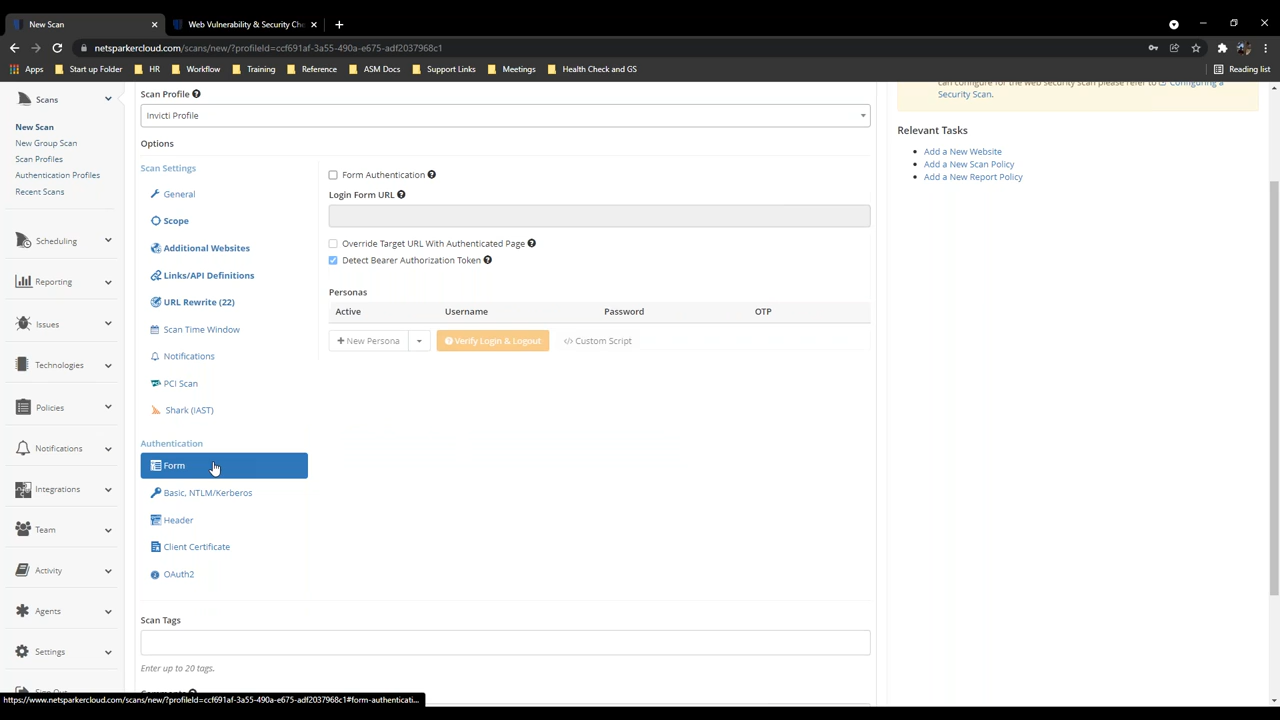 New Scan
Web Vulnerability & Security Che
netsparkercloud.com/scans/new/?profileId=ccf691af-3a55-490a-e675-adf2037968c1
Apps
Start up Folder
HR
Workflow
Training
Reference
ASM Docs
Support Links
Meetings
Health Check and GS
Reading list
Scans
New Scan
New Group Scan
Scan Profiles
Authentication Profiles
Recent Scans
Scheduling
Reporting
Issues
Technologies
Policies
Notifications
Integrations
Team
Activity
Agents
Settings
Sign Out
Scan Profile
Invicti Profile
Options
Scan Settings
General
Scope
Additional Websites
Links/API Definitions
URL Rewrite (22)
Scan Time Window
Notifications
PCI Scan
Shark (IAST)
Authentication
Form
Basic, NTLM/Kerberos
Header
Client Certificate
OAuth2
Form Authentication
Login Form URL
Override Target URL With Authenticated Page
Detect Bearer Authorization Token
Personas
Active Username Password OTP
New Persona
Verify Login & Logout
Custom Script
Scan Tags
Enter up to 20 tags.
Comments
can configure for the web security scan please refer to Configuring a
Security Scan.
Relevant Tasks
Add a New Website
Add a New Scan Policy
Add a New Report Policy
https://www.netsparkercloud.com/scans/new/?profileId=ccf691af-3a55-490a-e675-adf2037968c1#form-authenticati...